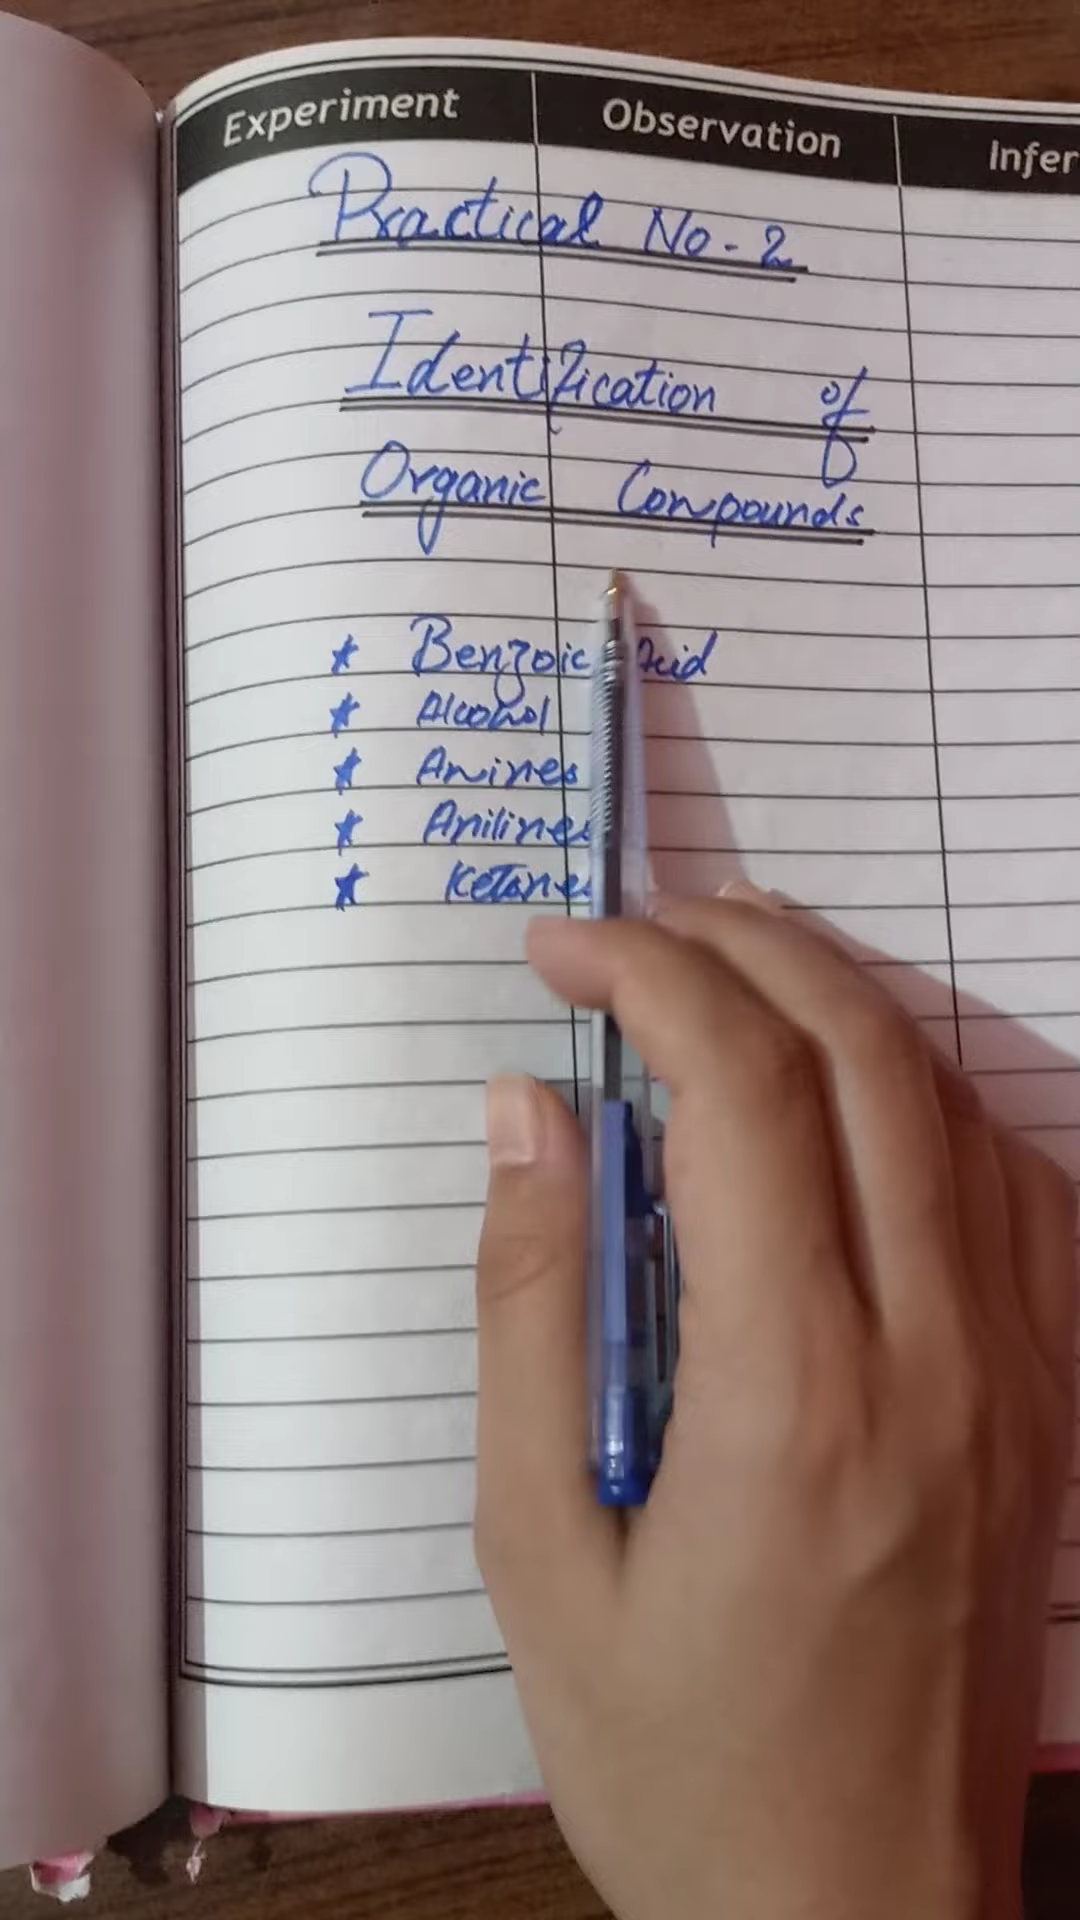 Experiment Observation Infer
Practical No - 2
Identification of
Organic Compounds
* Benzoic Acid
* Alcohol
* Amines
* Anilines
* Ketones